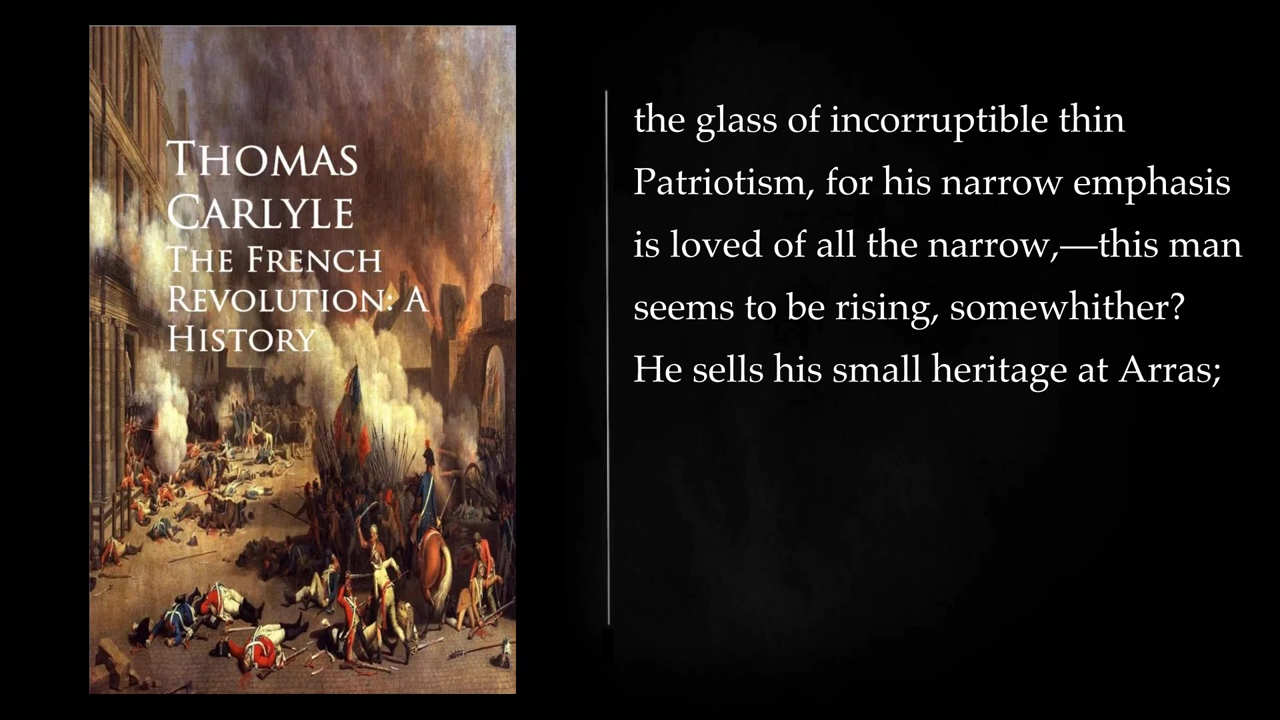 THOMAS
CARLYLE
THE FRENCH
REVOLUTION: A
HISTORY
the glass of incorruptible thin
Patriotism, for his narrow emphasis
is loved of all the narrow,—this man
seems to be rising, somewhither?
He sells his small heritage at Arras;